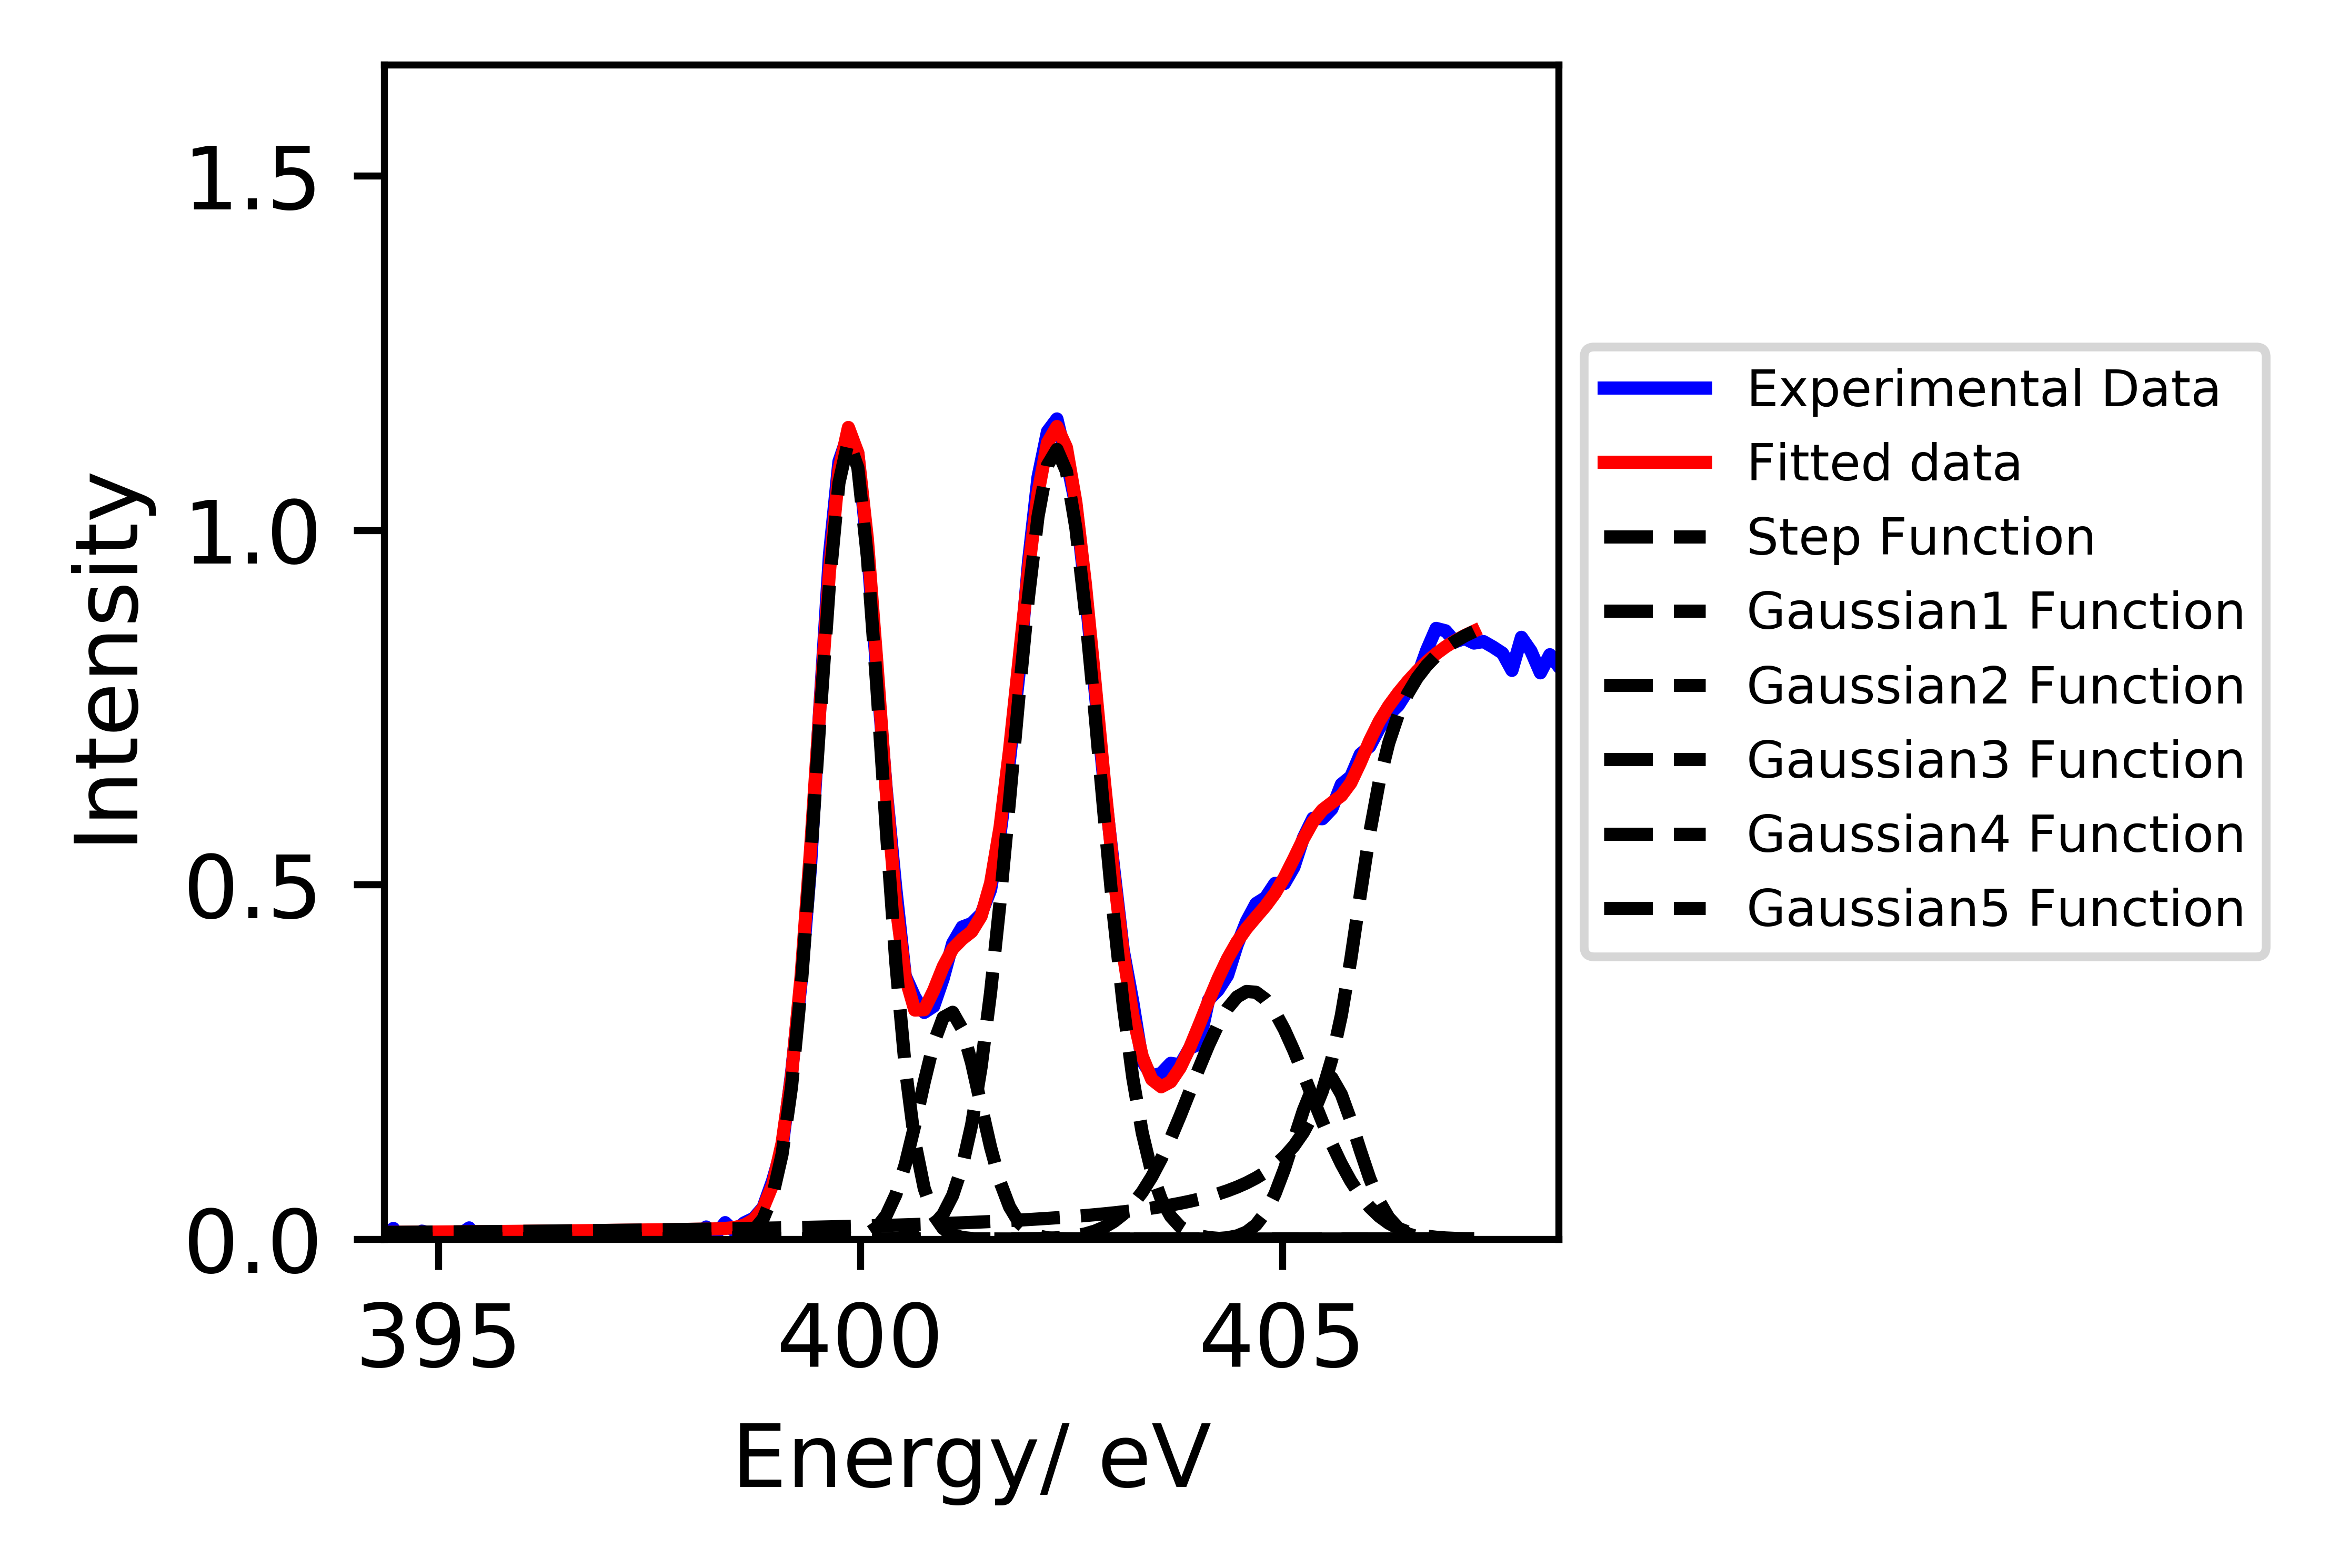 1.5
1.0
0.5
0.0
Intensity
395 400 405
Energy/ eV
Experimental Data
Fitted data
Step Function
Gaussian1 Function
Gaussian2 Function
Gaussian3 Function
Gaussian4 Function
Gaussian5 Function